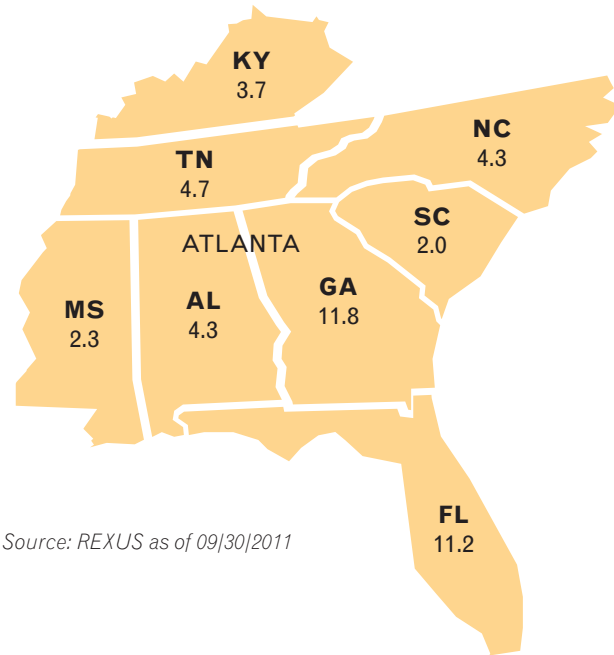 KY
3.7
NC
4.3
TN
4.7
SC
2.0
ATLANTA
GA
11.8
AL
4.3
MS
2.3
FL
11.2
Source: REXUS as of 09|30|2011